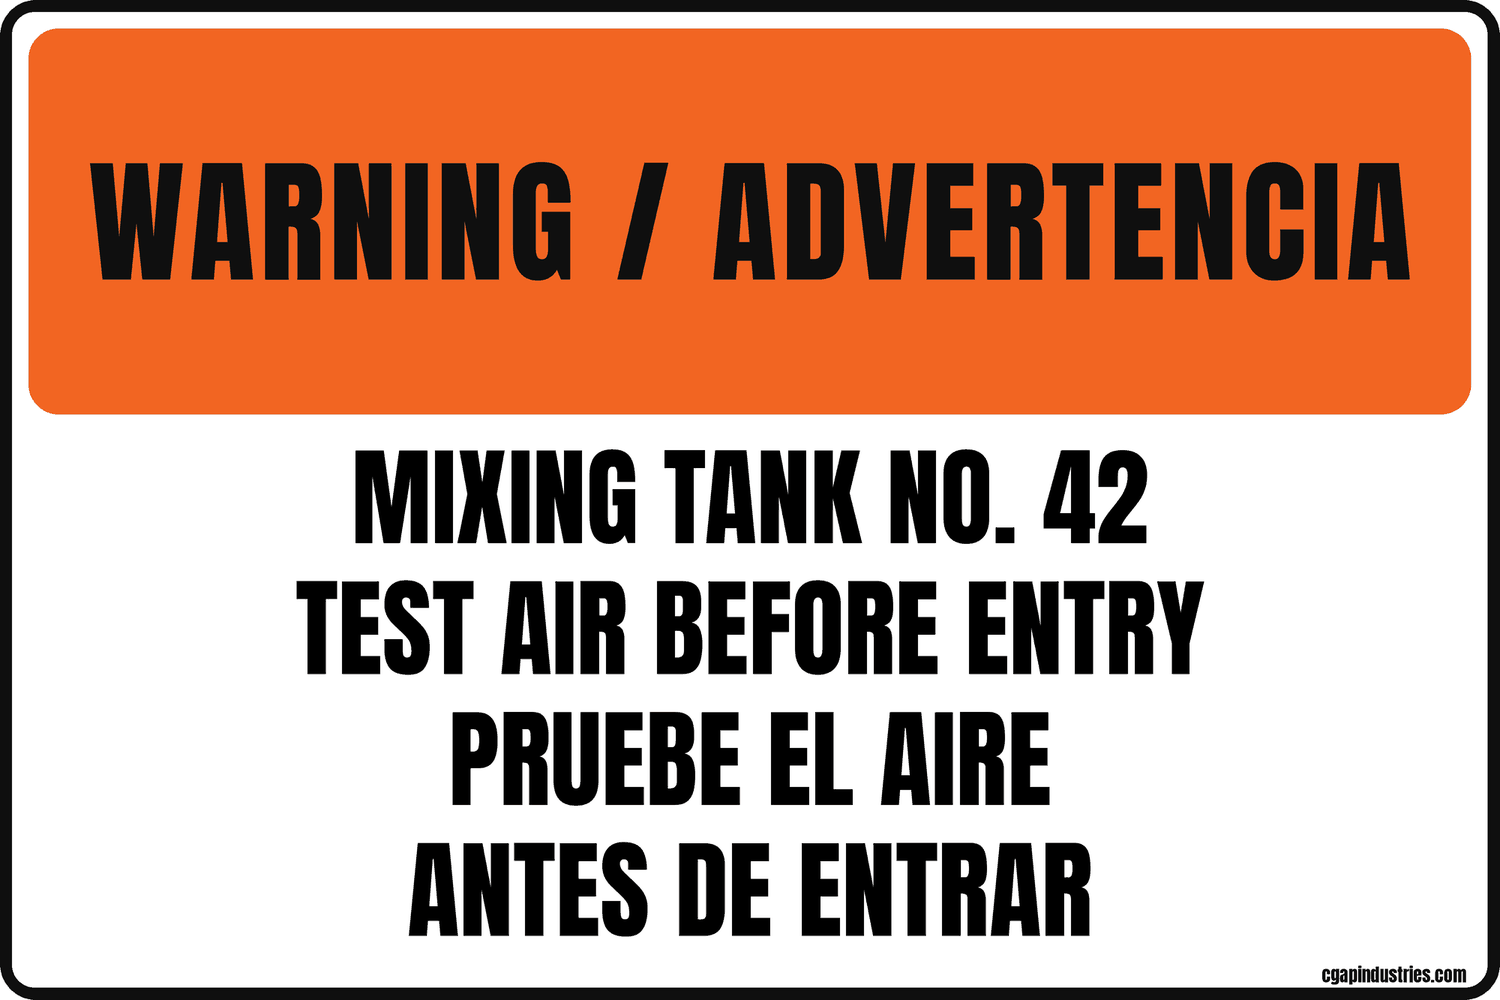 WARNING / ADVERTENCIA
MIXING TANK NO. 42
TEST AIR BEFORE ENTRY
PRUEBE EL AIRE
ANTES DE ENTRAR
cgapindustries.com